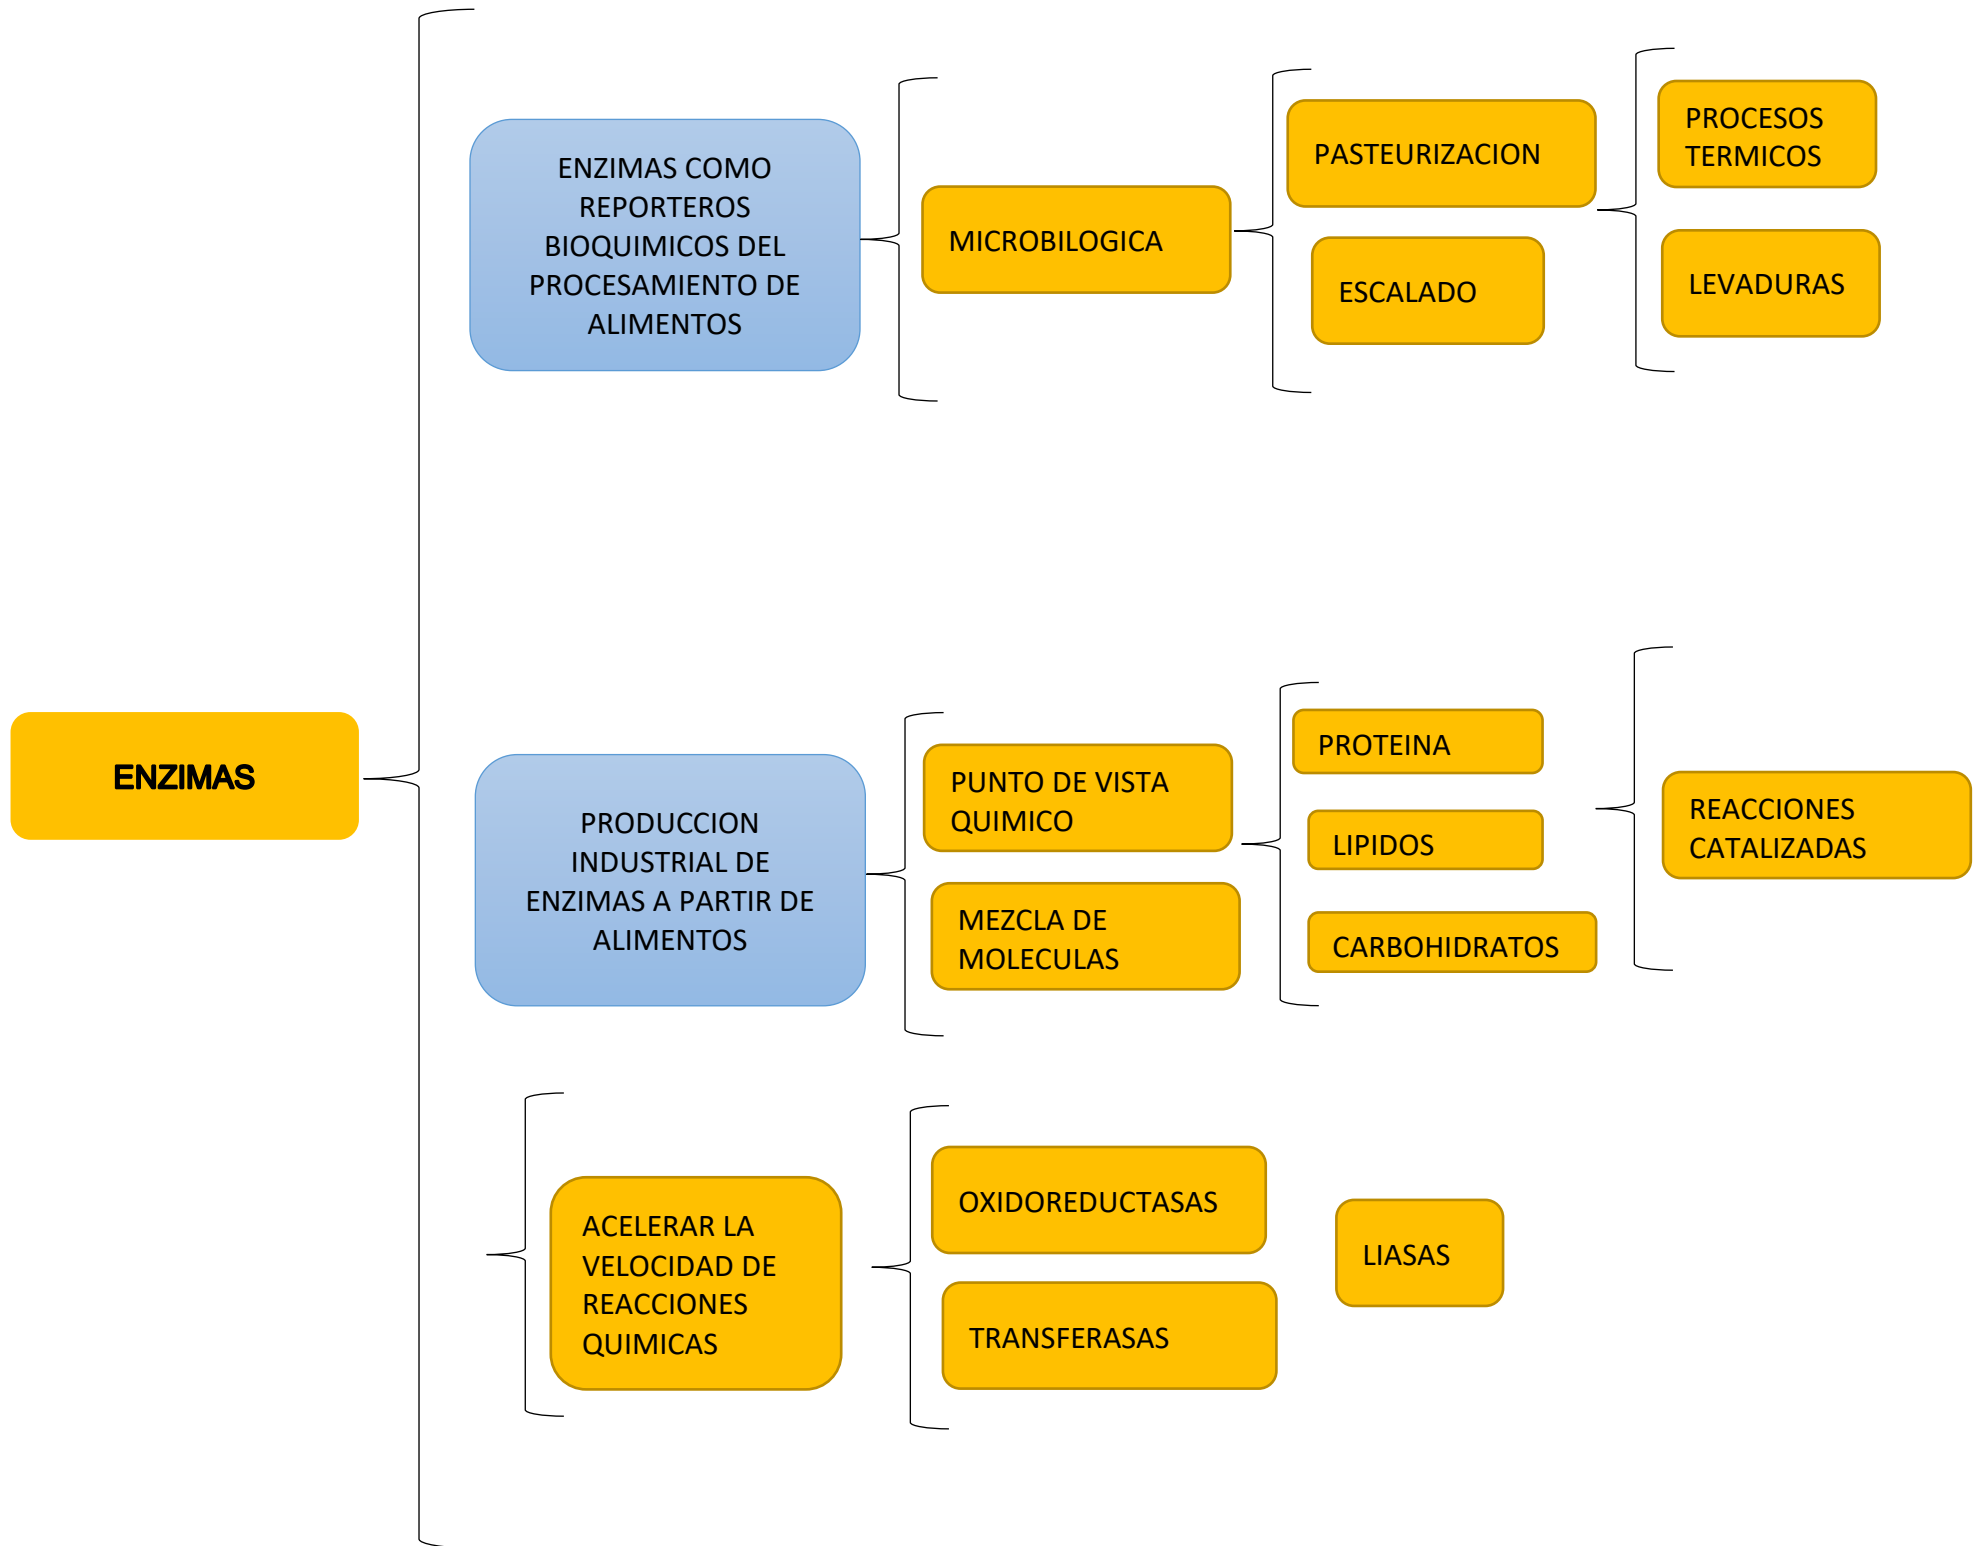 ENZIMAS
ENZIMAS COMO
REPORTEROS
BIOQUIMICOS DEL
PROCESAMIENTO DE
ALIMENTOS
MICROBILOGICA
PASTEURIZACION
ESCALADO
PROCESOS
TERMICOS
LEVADURAS
PRODUCCION
INDUSTRIAL DE
ENZIMAS A PARTIR DE
ALIMENTOS
PUNTO DE VISTA
QUIMICO
MEZCLA DE
MOLECULAS
PROTEINA
LIPIDOS
CARBOHIDRATOS
REACCIONES
CATALIZADAS
ACELERAR LA
VELOCIDAD DE
REACCIONES
QUIMICAS
OXIDOREDUCTASAS
TRANSFERASAS
LIASAS